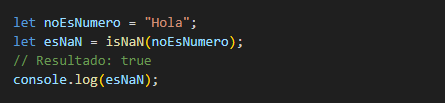 let noEsNumero = "Hola";
let esNaN = isNaN(noEsNumero);
// Resultado: true
console.log(esNaN);